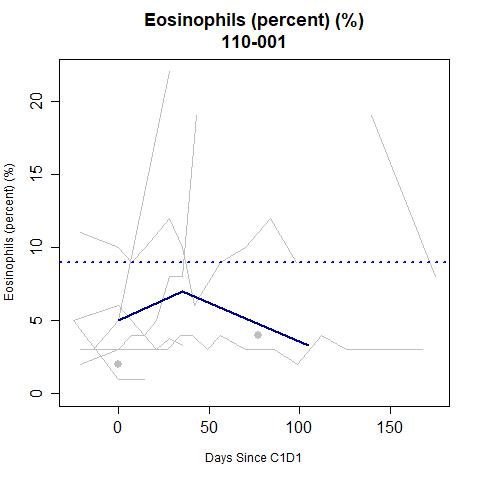 Eosinophils (percent) (%)
110-001
Eosinophils (percent) (%)
20
15
10
5
0
0 50 100 150
Days Since C1D1